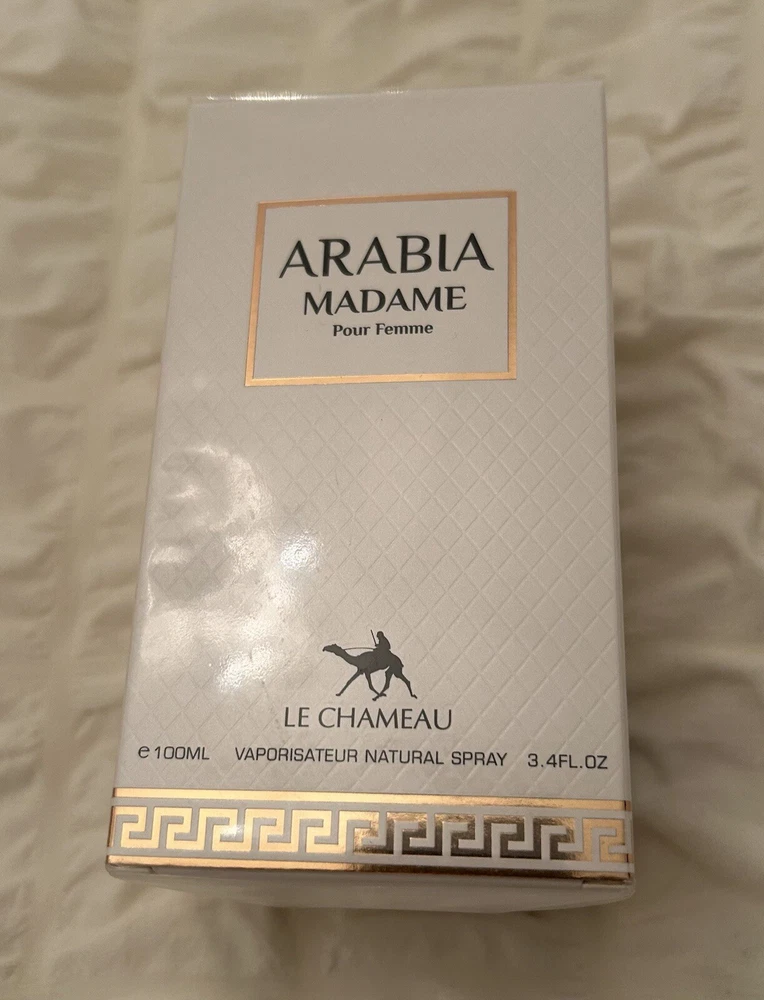 ARABIA
MADAME
Pour Femme
LE CHAMEAU
℮100ML VAPORISATEUR NATURAL SPRAY 3.4FL.OZ